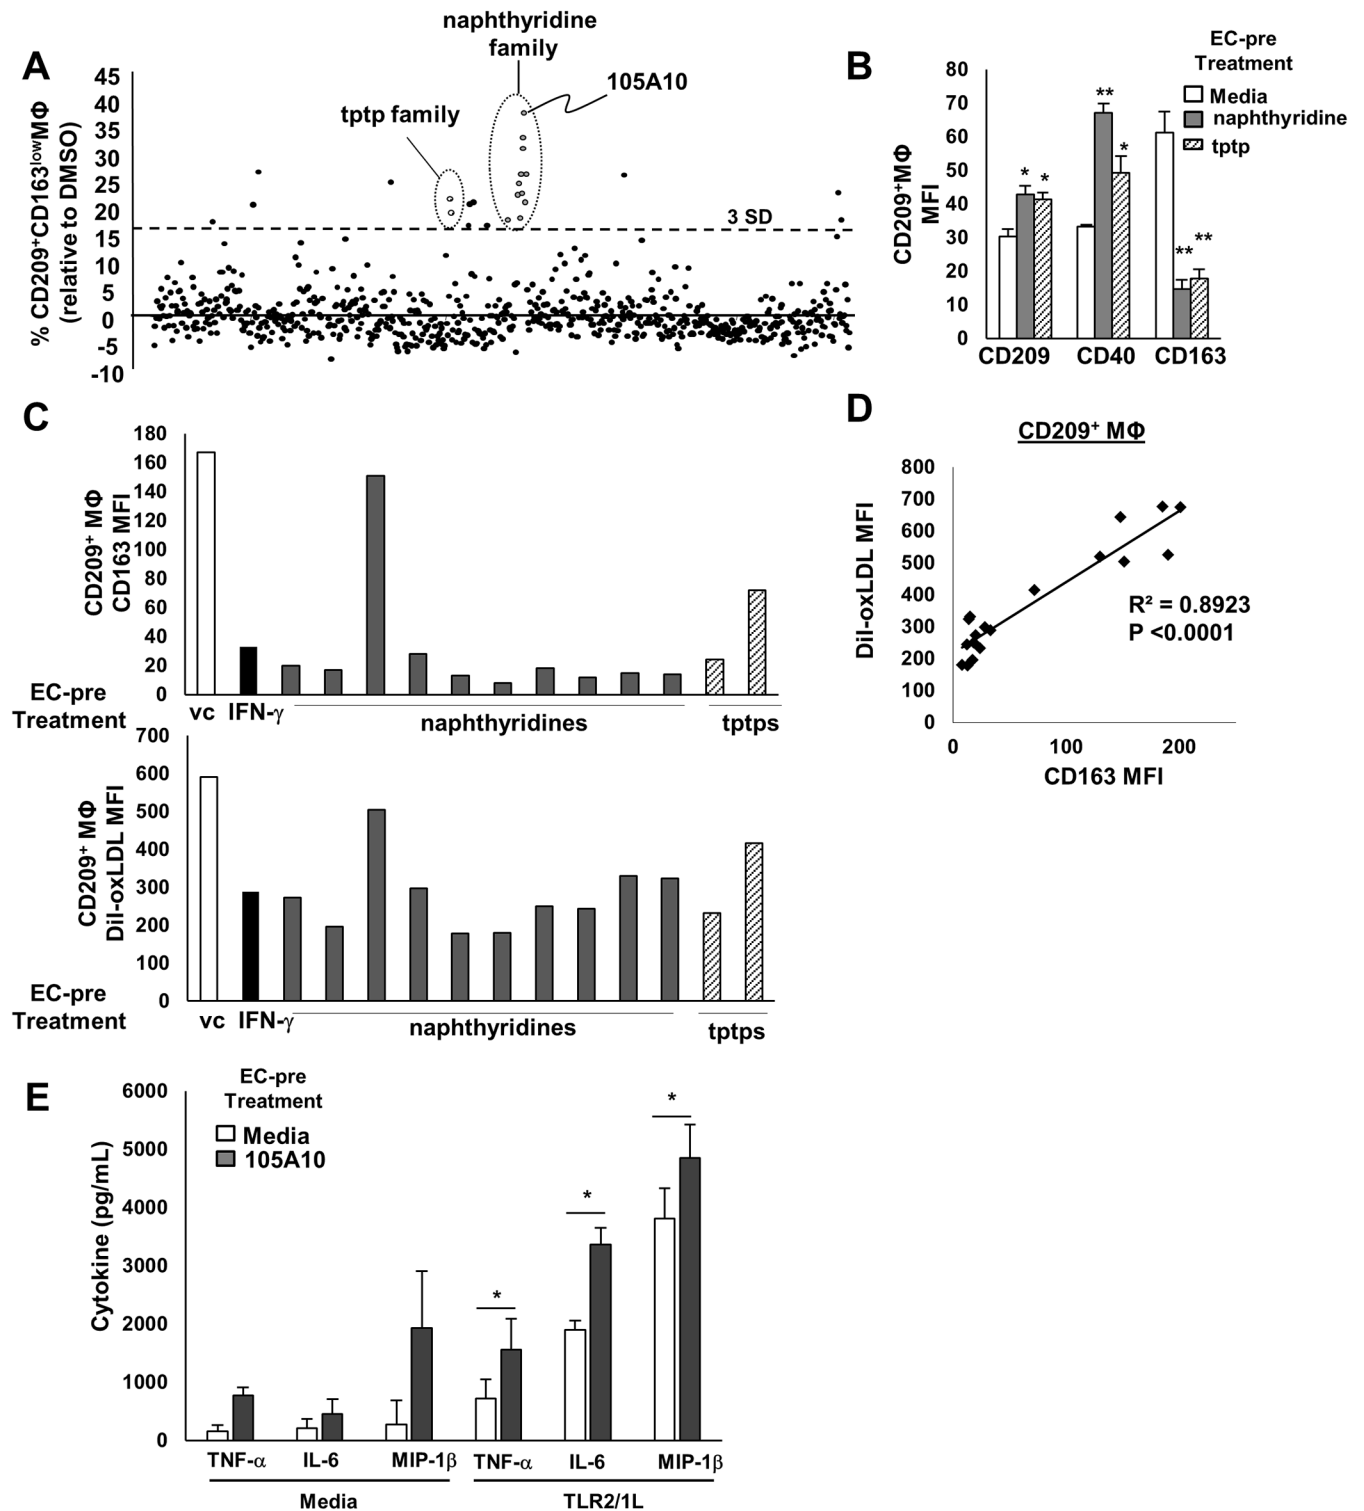 A
naphthyridine
family
105A10
tptp family
% CD209+CD163lowMΦ
(relative to DMSO)
45
40
35
30
25
20
15
10
5
0
-5
-10
3 SD
B
EC-pre
Treatment
Media
naphthyridine
tptp
CD209+MΦ
MFI
80
70
60
50
40
30
20
10
0
* *
** *
** **
CD209 CD40 CD163
C
CD209+ MΦ
CD163 MFI
180
160
140
120
100
80
60
40
20
0
EC-pre
Treatment
vc IFN-γ naphthyridines tptps
CD209+ MΦ
Dil-oxLDL MFI
700
600
500
400
300
200
100
0
EC-pre
Treatment
vc IFN-γ naphthyridines tptps
D
CD209+ MΦ
Dil-oxLDL MFI
800
700
600
500
400
300
200
100
0
R² = 0.8923
P <0.0001
0 100 200
CD163 MFI
E
EC-pre
Treatment
Media
105A10
Cytokine (pg/mL)
6000
5000
4000
3000
2000
1000
0
* * *
TNF-α IL-6 MIP-1β TNF-α IL-6 MIP-1β
Media TLR2/1L